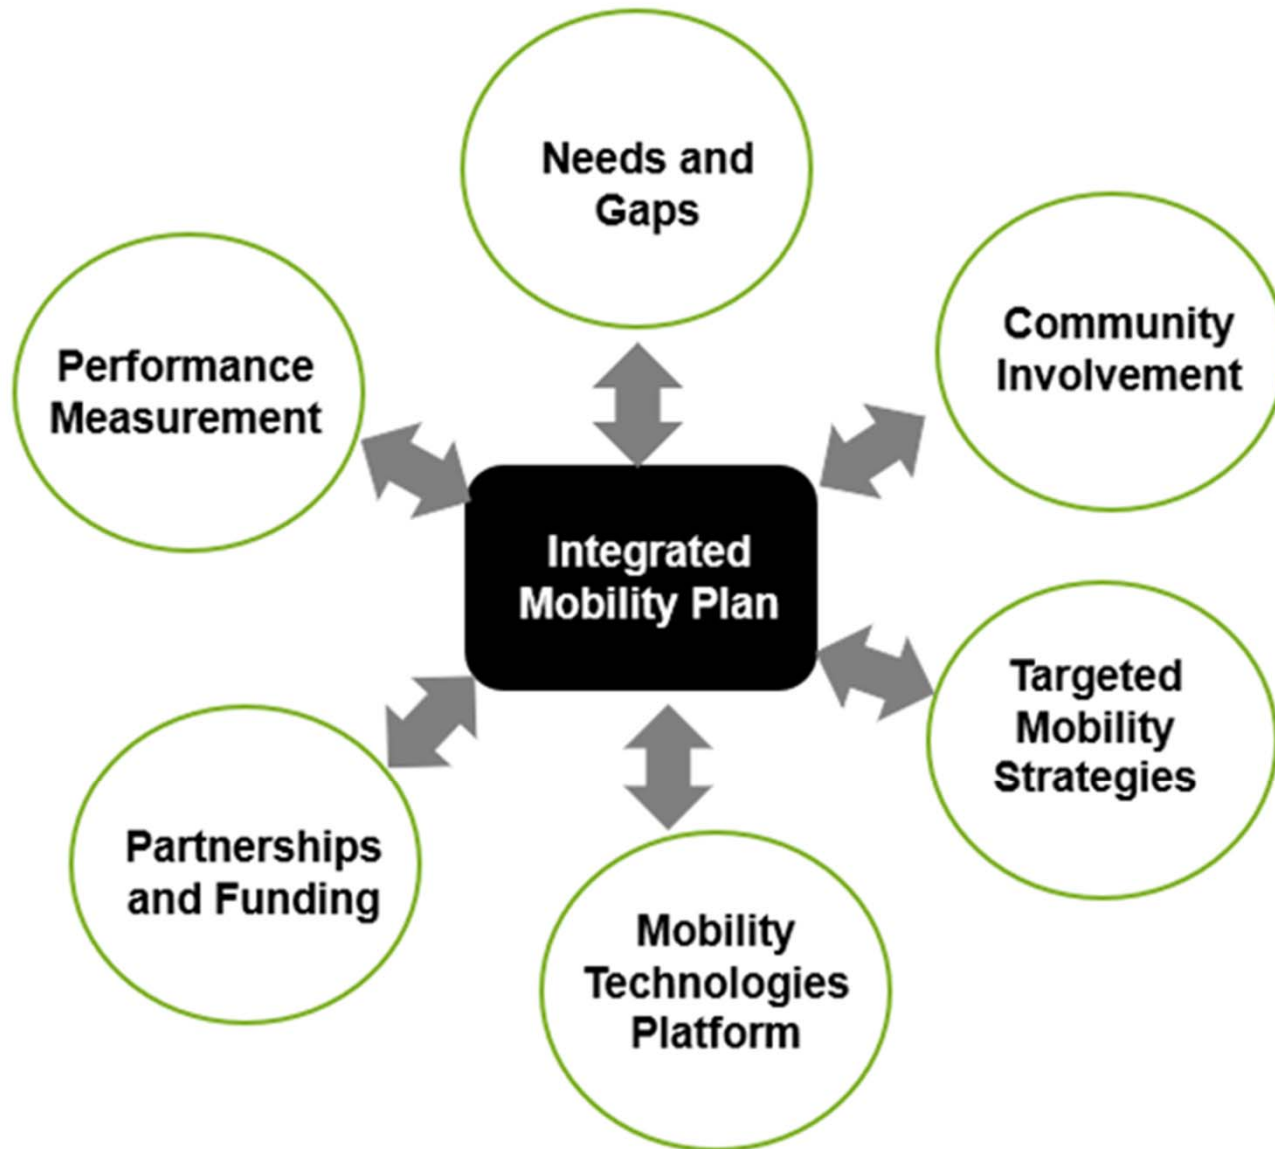 Needs and
Gaps
Community
Involvement
Performance
Measurement
Integrated
Mobility Plan
Targeted
Mobility
Strategies
Partnerships
and Funding
Mobility
Technologies
Platform